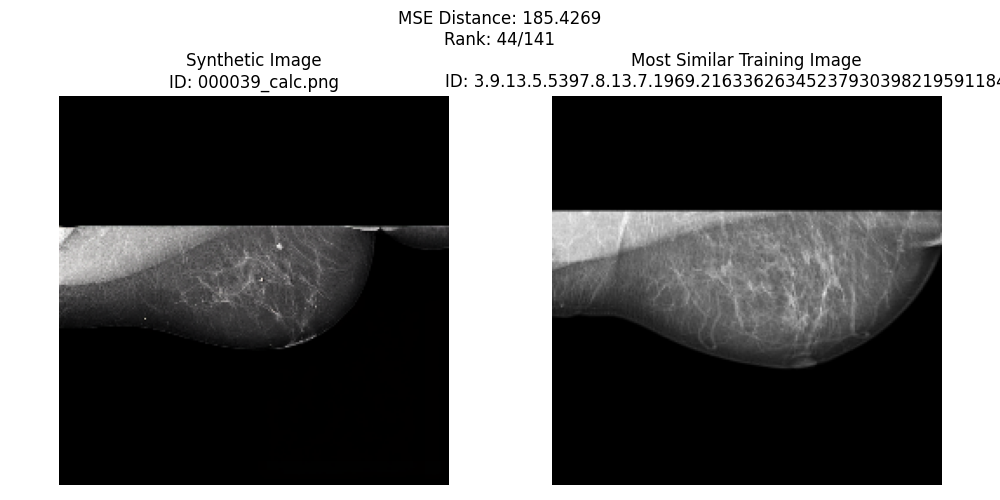 MSE Distance: 185.4269
Rank: 44/141
Synthetic Image
ID: 000039_calc.png
Most Similar Training Image
ID: 3.9.13.5.5397.8.13.7.1969.21633626345237930398219591184